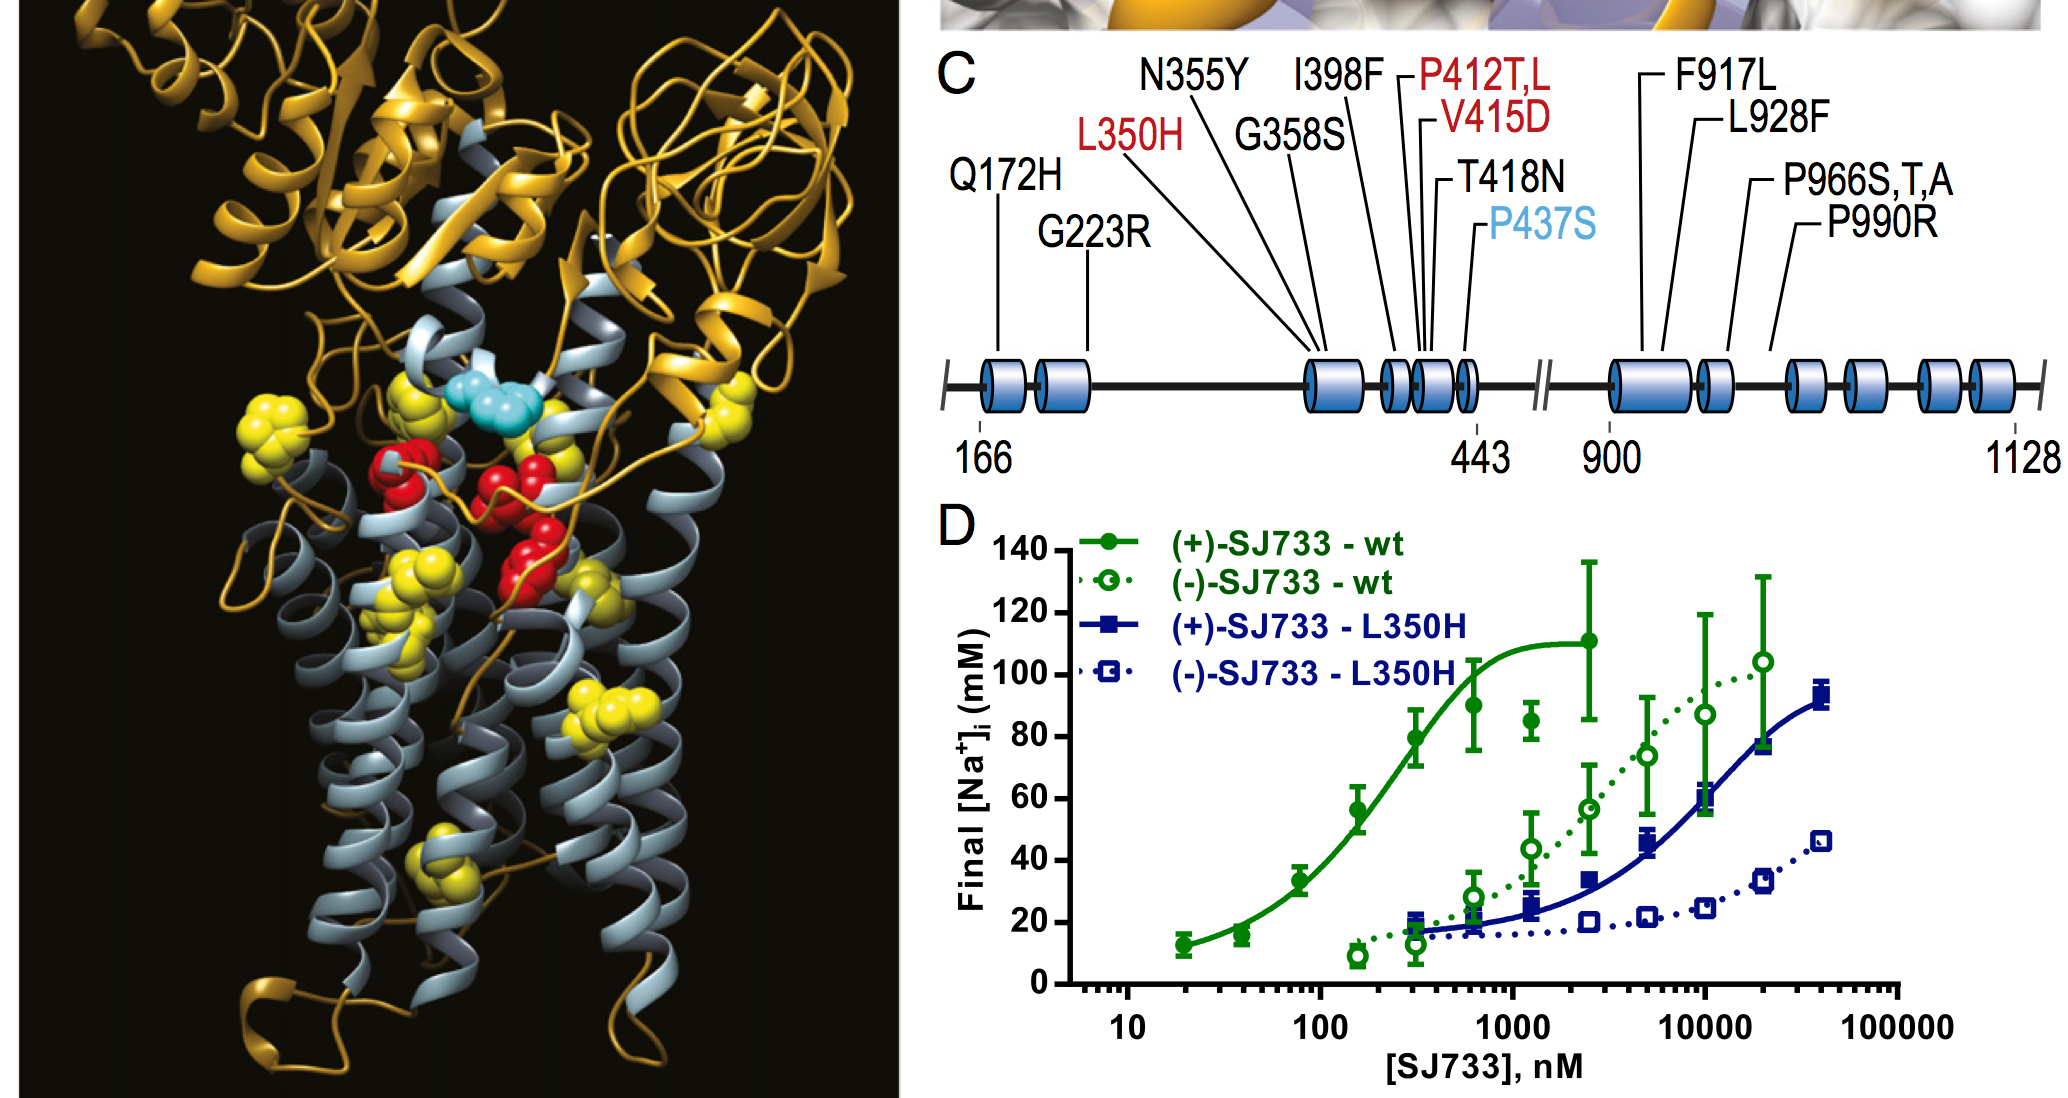 C
N355Y I398F P412T,L F917L
L350H G358S V415D L928F
Q172H T418N P966S,T,A
G223R P437S P990R
166 443 900 1128
D
(+)-SJ733 - wt
(-)-SJ733 - wt
(+)-SJ733 - L350H
(-)-SJ733 - L350H
Final [Na+]i (mM)
140
120
100
80
60
40
20
0
10 100 1000 10000 100000
[SJ733], nM